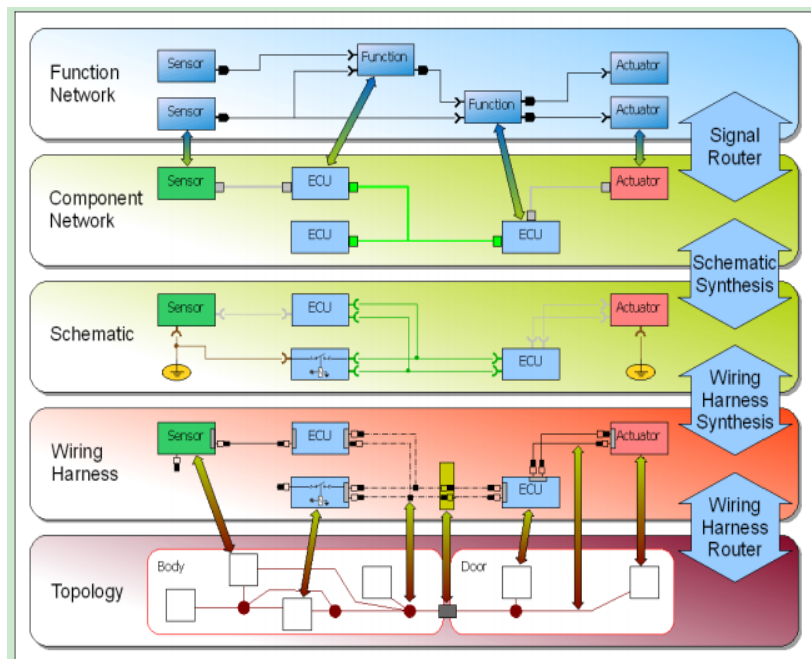 Function
Network
Sensor
Sensor
Function
Function
Actuator
Actuator
Signal
Router
Component
Network
Sensor
ECU
ECU
ECU
Actuator
Schematic
Synthesis
Schematic
Sensor
ECU
ECU
Actuator
Wiring
Harness
Synthesis
Wiring
Harness
Sensor
ECU
ECU
Actuator
Wiring
Harness
Router
Topology
Body
Door